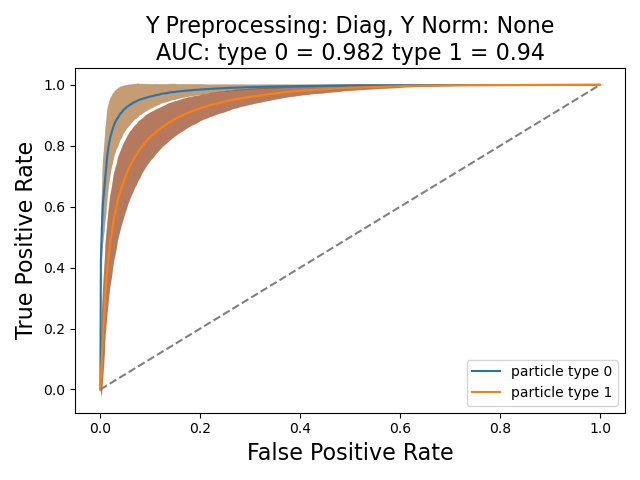 Y Preprocessing: Diag, Y Norm: None
AUC: type 0 = 0.982 type 1 = 0.94
True Positive Rate
1.0
0.8
0.6
0.4
0.2
0.0
particle type 0
particle type 1
0.0 0.2 0.4 0.6 0.8 1.0
False Positive Rate